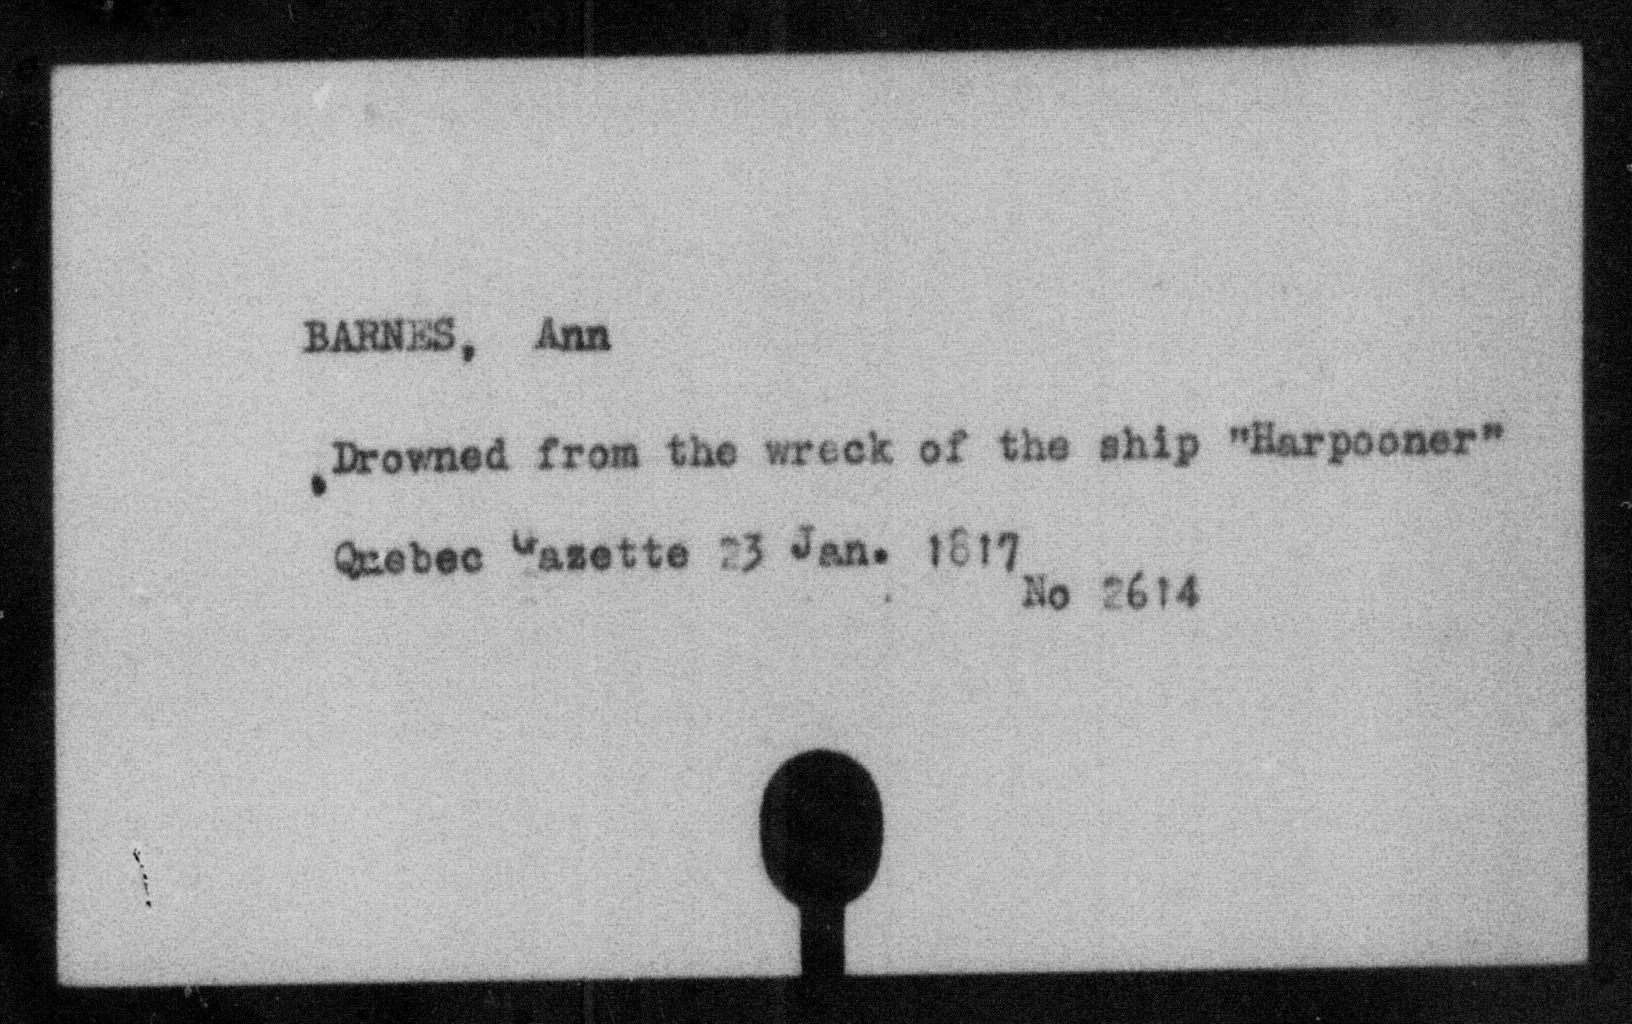 BARNES, Ann
Drowned from the wreck of the ship "Harpooner"
Quebec Gazette 23 Jan. 1817
No 2614